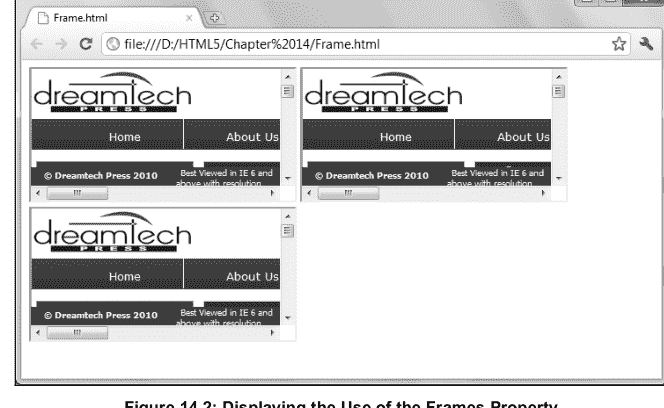 Frame.html
file:///D:/HTML5/Chapter%2014/Frame.html
dreamtech
PRESS
Home About Us
© Dreamtech Press 2010 Best Viewed in IE 6 and
above with resolution
dreamtech
PRESS
Home About Us
© Dreamtech Press 2010 Best Viewed in IE 6 and
above with resolution
dreamtech
PRESS
Home About Us
© Dreamtech Press 2010 Best Viewed in IE 6 and
above with resolution
Figure 14.2: Displaying the Use of the Frames Property